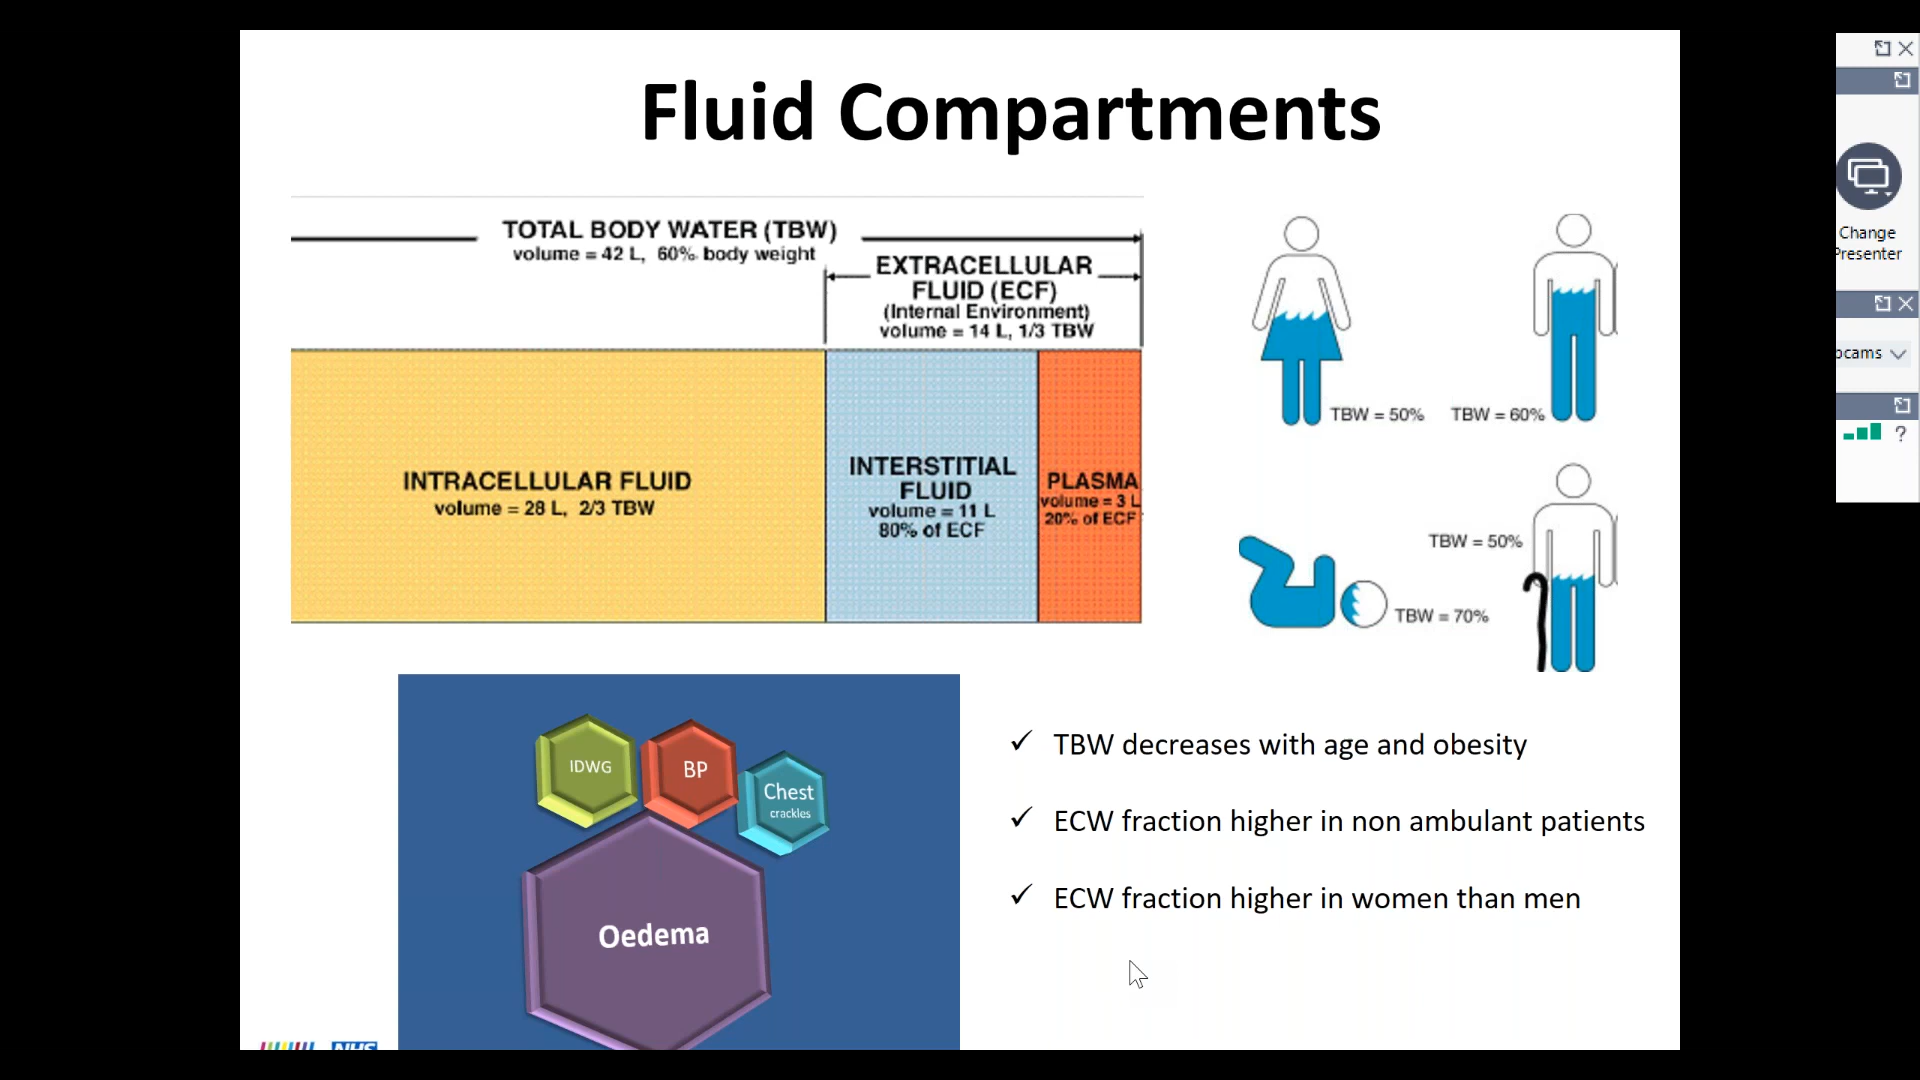 Fluid Compartments
TOTAL BODY WATER (TBW)
volume = 42 L, 60% body weight
EXTRACELLULAR
FLUID (ECF)
(Internal Environment)
volume = 14 L, 1/3 TBW
INTRACELLULAR FLUID
volume = 28 L, 2/3 TBW
INTERSTITIAL
FLUID
volume = 11 L
80% of ECF
PLASMA
volume = 3 L
20% of ECF
TBW = 50%
TBW = 60%
TBW = 50%
TBW = 70%
IDWG
BP
Chest
crackles
Oedema
✓ TBW decreases with age and obesity
✓ ECW fraction higher in non ambulant patients
✓ ECW fraction higher in women than men
NHS
Change
Presenter
?